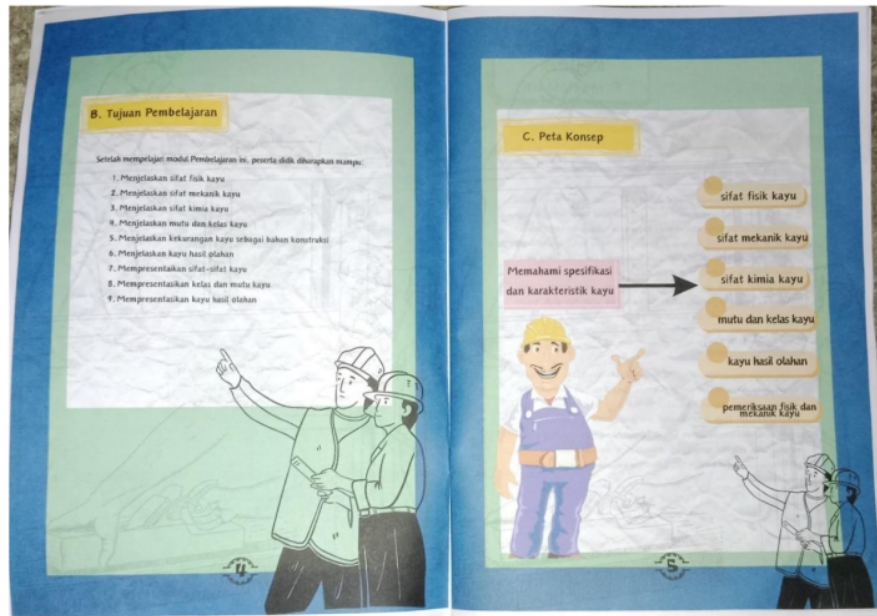 B. Tujuan Pembelajaran
Setelah mempelajari modul Pembelajaran ini, peserta didik diharapkan mampu:
1. Menjelaskan sifat fisik kayu
2. Menjelaskan sifat mekanik kayu
3. Menjelaskan sifat kimia kayu
4. Menjelaskan mutu dan kelas kayu
5. Menjelaskan kekurangan kayu sebagai bahan konstruksi
6. Menjelaskan kayu hasil olahan
7. Mempresentaikan sifat-sifat kayu
8. Mempresentasikan kelas dan mutu kayu
9. Mempresentasikan kayu hasil olahan
4
C. Peta Konsep
Memahami spesifikasi
dan karakteristik kayu
sifat fisik kayu
sifat mekanik kayu
sifat kimia kayu
mutu dan kelas kayu
kayu hasil olahan
pemeriksaan fisik dan
mekanik kayu
5